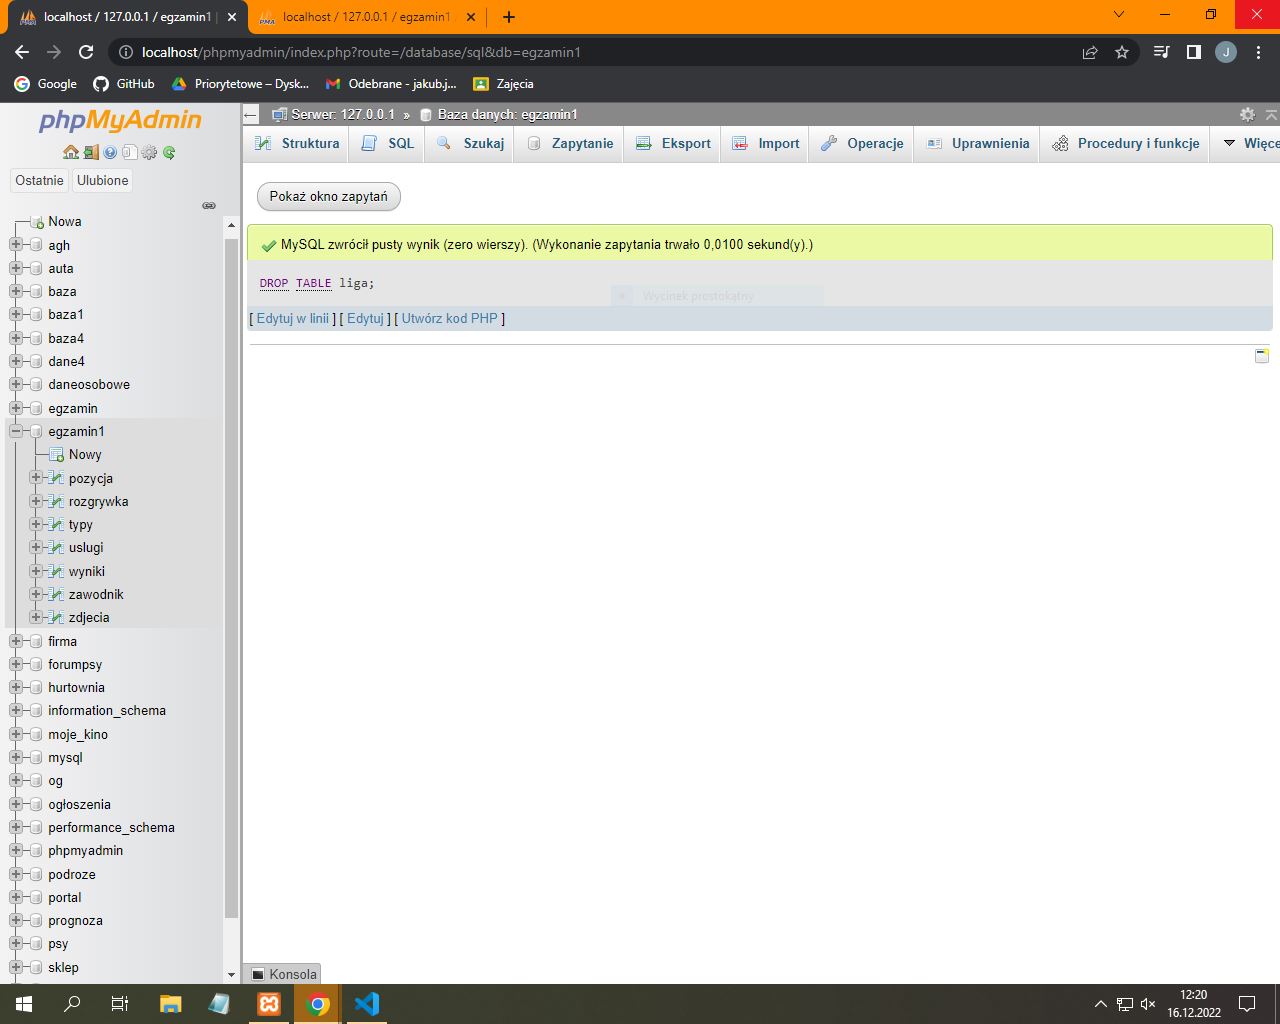 localhost / 127.0.0.1 / egzamin1 |
localhost / 127.0.0.1 / egzamin1
localhost/phpmyadmin/index.php?route=/database/sql&db=egzamin1
J
Google
GitHub
Priorytetowe – Dysk...
Odebrane - jakub.j...
Zajęcia
phpMyAdmin
Ostatnie
Ulubione
Nowa
agh
auta
baza
baza1
baza4
dane4
daneosobowe
egzamin
egzamin1
Nowy
pozycja
rozgrywka
typy
uslugi
wyniki
zawodnik
zdjecia
firma
forumpsy
hurtownia
information_schema
moje_kino
mysql
og
ogłoszenia
performance_schema
phpmyadmin
podroze
portal
prognoza
psy
sklep
Serwer: 127.0.0.1 » Baza danych: egzamin1
Struktura
SQL
Szukaj
Zapytanie
Eksport
Import
Operacje
Uprawnienia
Procedury i funkcje
Więce
Pokaż okno zapytań
MySQL zwrócił pusty wynik (zero wierszy). (Wykonanie zapytania trwało 0,0100 sekund(y).)
DROP TABLE liga;
Wycinek prostokątny
[ Edytuj w linii ] [ Edytuj ] [ Utwórz kod PHP ]
Konsola
12:20
16.12.2022